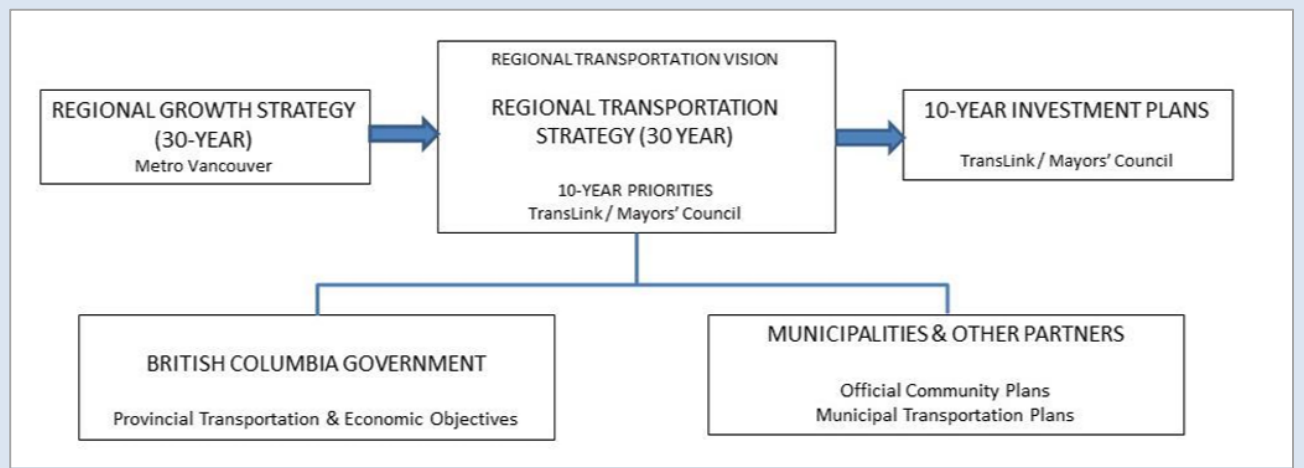 REGIONAL GROWTH STRATEGY
(30-YEAR)
Metro Vancouver
REGIONAL TRANSPORTATION VISION
REGIONAL TRANSPORTATION
STRATEGY (30 YEAR)
10-YEAR PRIORITIES
TransLink / Mayors' Council
10-YEAR INVESTMENT PLANS
TransLink / Mayors' Council
BRITISH COLUMBIA GOVERNMENT
Provincial Transportation & Economic Objectives
MUNICIPALITIES & OTHER PARTNERS
Official Community Plans
Municipal Transportation Plans